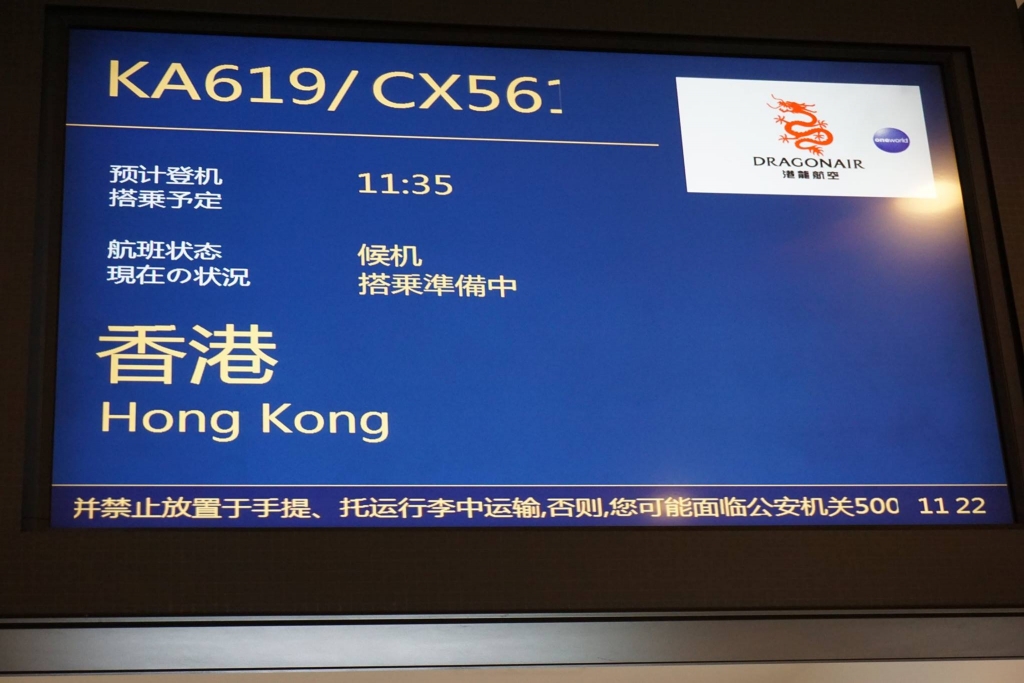 KA619/ CX561
DRAGONAIR
港龍航空
oneworld
预计登机 11:35
搭乗予定
航班状态 候机
現在の状況 搭乗準備中
香港
Hong Kong
并禁止放置于手提、托运行李中运输,否则,您可能面临公安机关500 11 22